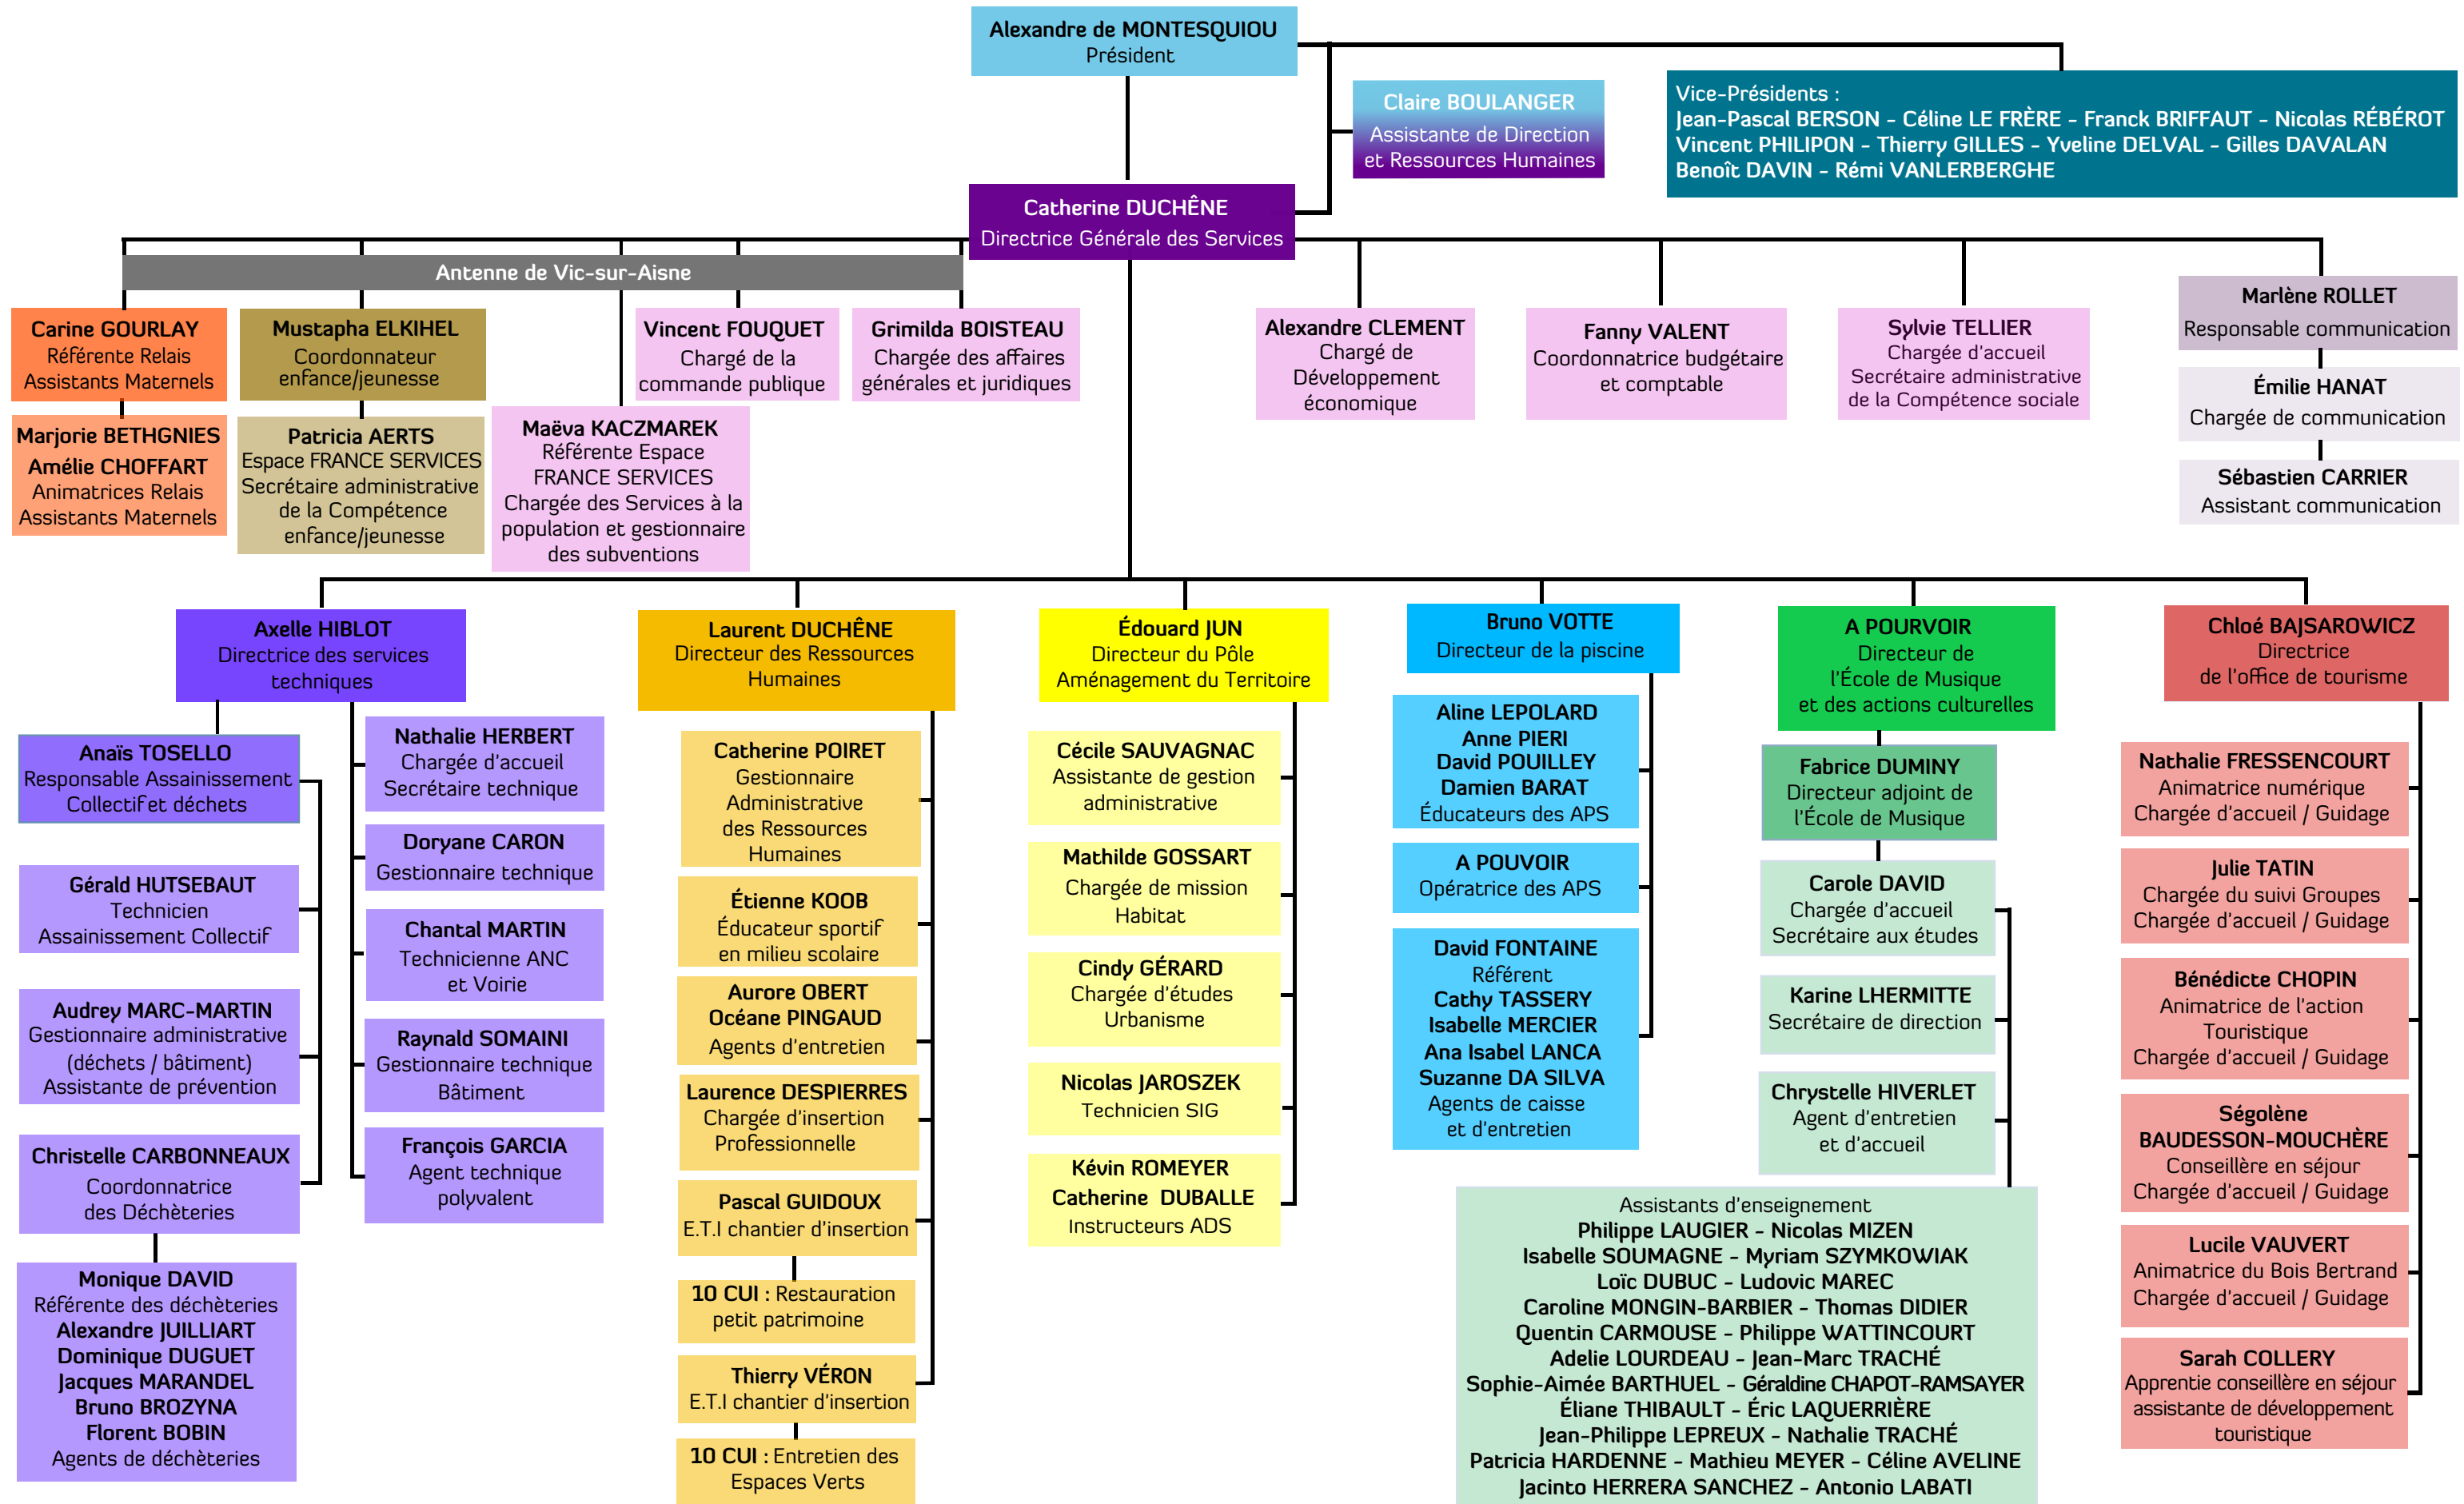 Alexandre de MONTESQUIOU
Président
Claire BOULANGER
Assistante de Direction
et Ressources Humaines
Vice-Présidents :
Jean-Pascal BERSON - Céline LE FRÈRE - Franck BRIFFAUT - Nicolas RÉBÉROT
Vincent PHILIPON - Thierry GILLES - Yveline DELVAL - Gilles DAVALAN
Benoît DAVIN - Rémi VANLERBERGHE
Catherine DUCHÊNE
Directrice Générale des Services
Antenne de Vic-sur-Aisne
Carine GOURLAY
Référente Relais
Assistants Maternels
Marjorie BETHGNIES
Amélie CHOFFART
Animatrices Relais
Assistants Maternels
Mustapha ELKIHEL
Coordonnateur
enfance/jeunesse
Patricia AERTS
Espace FRANCE SERVICES
Secrétaire administrative
de la Compétence
enfance/jeunesse
Maëva KACZMAREK
Référente Espace
FRANCE SERVICES
Chargée des Services à la
population et gestionnaire
des subventions
Vincent FOUQUET
Chargé de la
commande publique
Grimilda BOISTEAU
Chargée des affaires
générales et juridiques
Alexandre CLEMENT
Chargé de
Développement
économique
Fanny VALENT
Coordonnatrice budgétaire
et comptable
Sylvie TELLIER
Chargée d'accueil
Secrétaire administrative
de la Compétence sociale
Marlène ROLLET
Responsable communication
Émilie HANAT
Chargée de communication
Sébastien CARRIER
Assistant communication
Axelle HIBLOT
Directrice des services
techniques
Anaïs TOSELLO
Responsable Assainissement
Collectif et déchets
Gérald HUTSEBAUT
Technicien
Assainissement Collectif
Audrey MARC-MARTIN
Gestionnaire administrative
(déchets / bâtiment)
Assistante de prévention
Christelle CARBONNEAUX
Coordonnatrice
des Déchèteries
Monique DAVID
Référente des déchèteries
Alexandre JUILLIART
Dominique DUGUET
Jacques MARANDEL
Bruno BROZYNA
Florent BOBIN
Agents de déchèteries
Nathalie HERBERT
Chargée d'accueil
Secrétaire technique
Doryane CARON
Gestionnaire technique
Chantal MARTIN
Technicienne ANC
et Voirie
Raynald SOMAINI
Gestionnaire technique
Bâtiment
François GARCIA
Agent technique
polyvalent
Laurent DUCHÊNE
Directeur des Ressources
Humaines
Catherine POIRET
Gestionnaire
Administrative
des Ressources
Humaines
Étienne KOOB
Éducateur sportif
en milieu scolaire
Aurore OBERT
Océane PINGAUD
Agents d'entretien
Laurence DESPIERRES
Chargée d'insertion
Professionnelle
Pascal GUIDOUX
E.T.I chantier d'insertion
10 CUI : Restauration
petit patrimoine
Thierry VÉRON
E.T.I chantier d'insertion
10 CUI : Entretien des
Espaces Verts
Édouard JUN
Directeur du Pôle
Aménagement du Territoire
Cécile SAUVAGNAC
Assistante de gestion
administrative
Mathilde GOSSART
Chargée de mission
Habitat
Cindy GÉRARD
Chargée d'études
Urbanisme
Nicolas JAROSZEK
Technicien SIG
Kévin ROMEYER
Catherine DUBALLE
Instructeurs ADS
Bruno VOTTE
Directeur de la piscine
Aline LEPOLARD
Anne PIERI
David POUILLEY
Damien BARAT
Éducateurs des APS
A POUVOIR
Opératrice des APS
David FONTAINE
Référent
Cathy TASSERY
Isabelle MERCIER
Ana Isabel LANCA
Suzanne DA SILVA
Agents de caisse
et d'entretien
A POURVOIR
Directeur de
l'École de Musique
et des actions culturelles
Fabrice DUMINY
Directeur adjoint de
l'École de Musique
Carole DAVID
Chargée d'accueil
Secrétaire aux études
Karine LHERMITTE
Secrétaire de direction
Chrystelle HIVERLET
Agent d'entretien
et d'accueil
Assistants d'enseignement
Philippe LAUGIER - Nicolas MIZEN
Isabelle SOUMAGNE - Myriam SZYMKOWIAK
Loïc DUBUC - Ludovic MAREC
Caroline MONGIN-BARBIER - Thomas DIDIER
Quentin CARMOUSE - Philippe WATTINCOURT
Adelie LOURDEAU - Jean-Marc TRACHÉ
Sophie-Aimée BARTHUEL - Géraldine CHAPOT-RAMSAYER
Éliane THIBAULT - Éric LAQUERRIÈRE
Jean-Philippe LEPREUX - Nathalie TRACHÉ
Patricia HARDENNE - Mathieu MEYER - Céline AVELINE
Jacinto HERRERA SANCHEZ - Antonio LABATI
Chloé BAJSAROWICZ
Directrice
de l'office de tourisme
Nathalie FRESSENCOURT
Animatrice numérique
Chargée d'accueil / Guidage
Julie TATIN
Chargée du suivi Groupes
Chargée d'accueil / Guidage
Bénédicte CHOPIN
Animatrice de l'action
Touristique
Chargée d'accueil / Guidage
Ségolène
BAUDESSON-MOUCHÈRE
Conseillère en séjour
Chargée d'accueil / Guidage
Lucile VAUVERT
Animatrice du Bois Bertrand
Chargée d'accueil / Guidage
Sarah COLLERY
Apprentie conseillère en séjour
assistante de développement
touristique